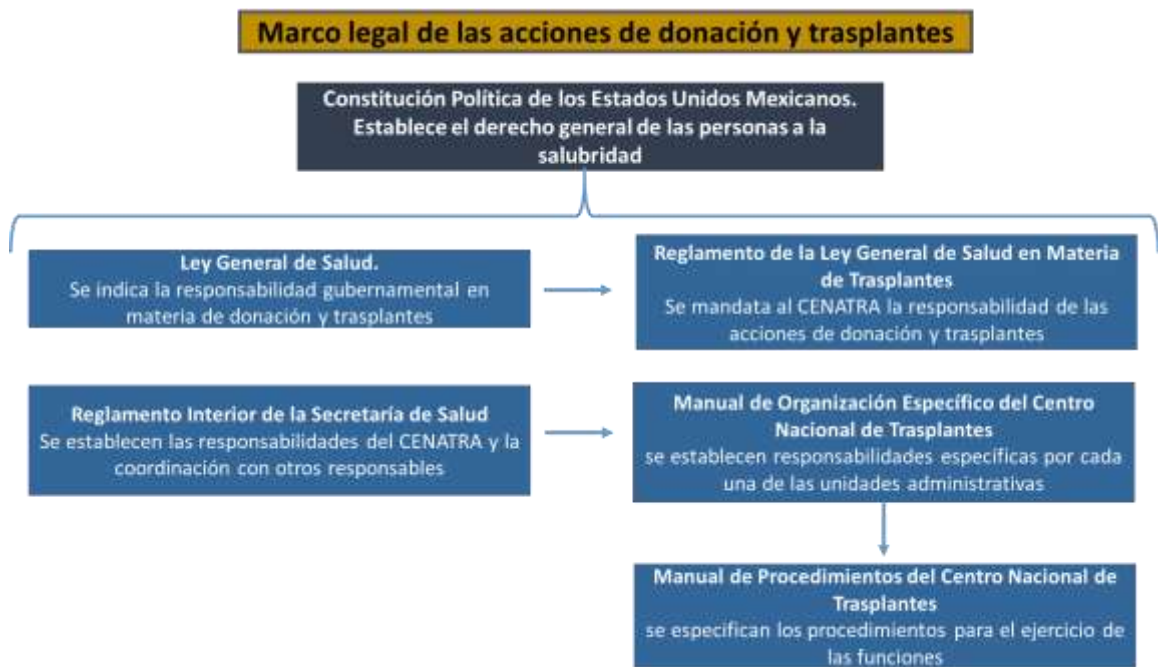 Marco legal de las acciones de donación y trasplantes
Constitución Política de los Estados Unidos Mexicanos.
Establece el derecho general de las personas a la
salubridad
Ley General de Salud.
Se indica la responsabilidad gubernamental en
materia de donación y trasplantes
Reglamento de la Ley General de Salud en Materia
de Trasplantes
Se mandata al CENATRA la responsabilidad de las
acciones de donación y trasplantes
Reglamento Interior de la Secretaría de Salud
Se establecen las responsabilidades del CENATRA y la
coordinación con otros responsables
Manual de Organización Específico del Centro
Nacional de Trasplantes
se establecen responsabilidades específicas por cada
una de las unidades administrativas
Manual de Procedimientos del Centro Nacional de
Trasplantes
se especifican los procedimientos para el ejercicio de
las funciones